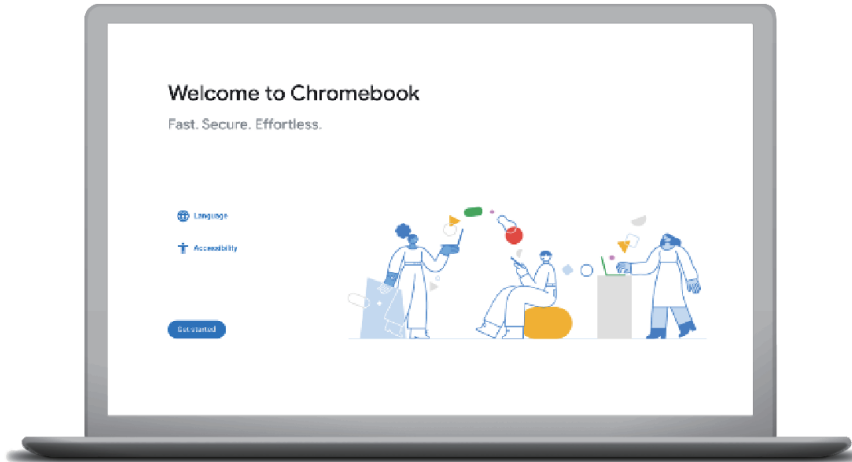 Welcome to Chromebook
Fast. Secure. Effortless.
Language
Accessibility
Get started